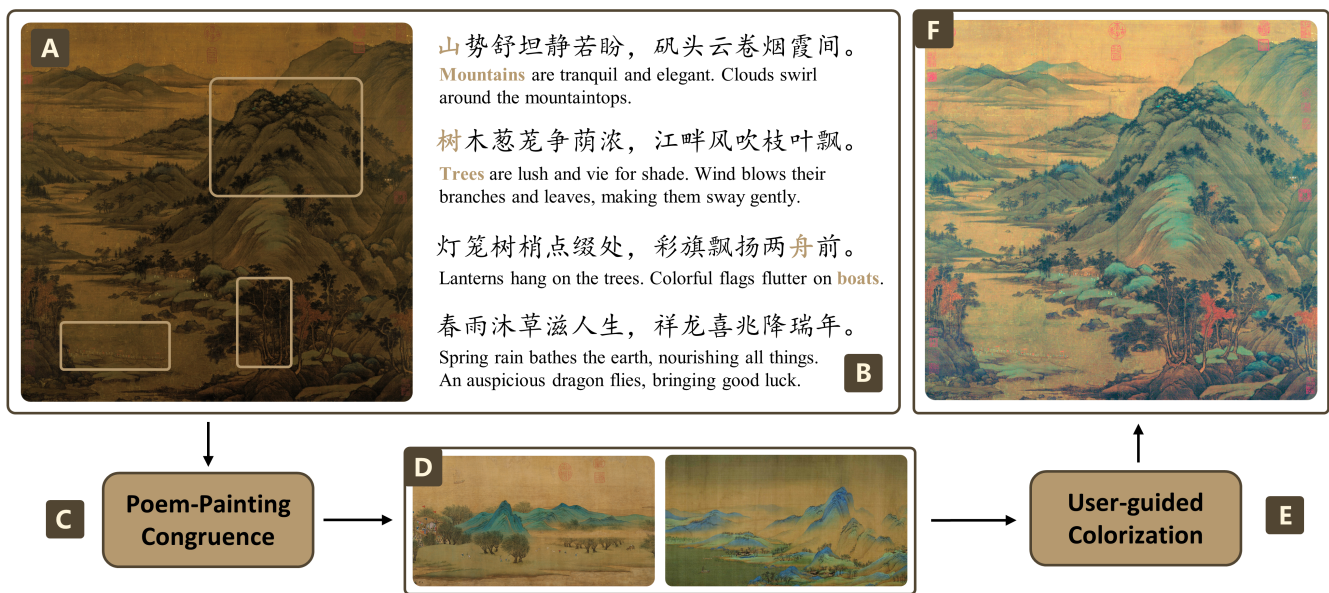 A
山势舒坦静若盼，矾头云卷烟霞间。
Mountains are tranquil and elegant. Clouds swirl
around the mountaintops.
树木葱茏争荫浓，江畔风吹枝叶飘。
Trees are lush and vie for shade. Wind blows their
branches and leaves, making them sway gently.
灯笼树梢点缀处，彩旗飘扬两舟前。
Lanterns hang on the trees. Colorful flags flutter on boats.
春雨沐草滋人生，祥龙喜兆降瑞年。
Spring rain bathes the earth, nourishing all things.
An auspicious dragon flies, bringing good luck.
B
C
Poem-Painting
Congruence
D
User-guided
Colorization
E
F